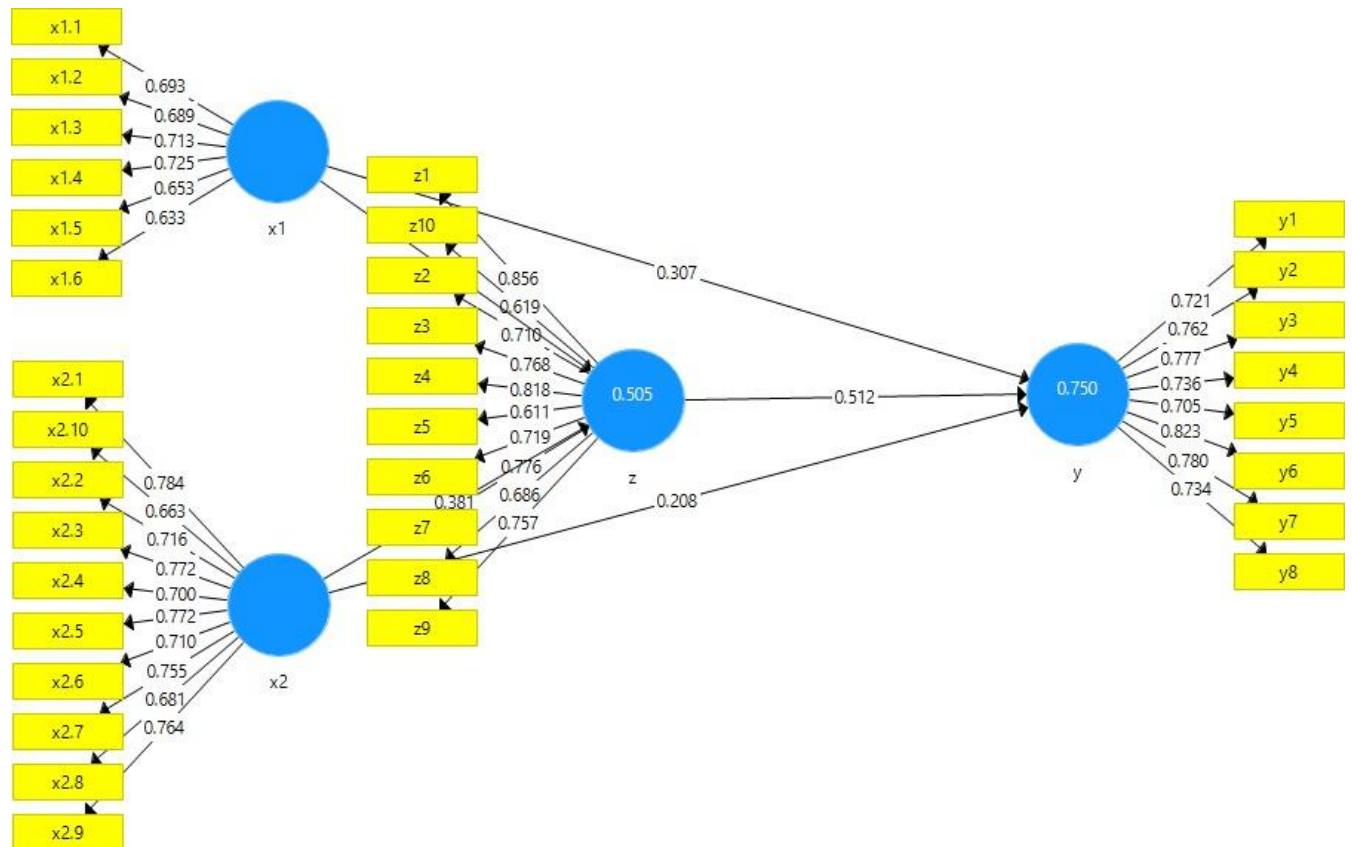 x1.1
x1.2
x1.3
x1.4
x1.5
x1.6
0.693
0.689
0.713
0.725
0.653
0.633
x1
x2.1
x2.10
x2.2
x2.3
x2.4
x2.5
x2.6
x2.7
x2.8
x2.9
0.784
0.663
0.716
0.772
0.700
0.772
0.710
0.755
0.681
0.764
x2
z1
z10
z2
z3
z4
z5
z6
z7
z8
z9
0.856
0.619
0.710
0.768
0.818
0.611
0.719
0.776
0.686
0.757
0.381
0.505
z
0.307
0.512
0.208
0.750
y
0.721
0.762
0.777
0.736
0.705
0.823
0.780
0.734
y1
y2
y3
y4
y5
y6
y7
y8